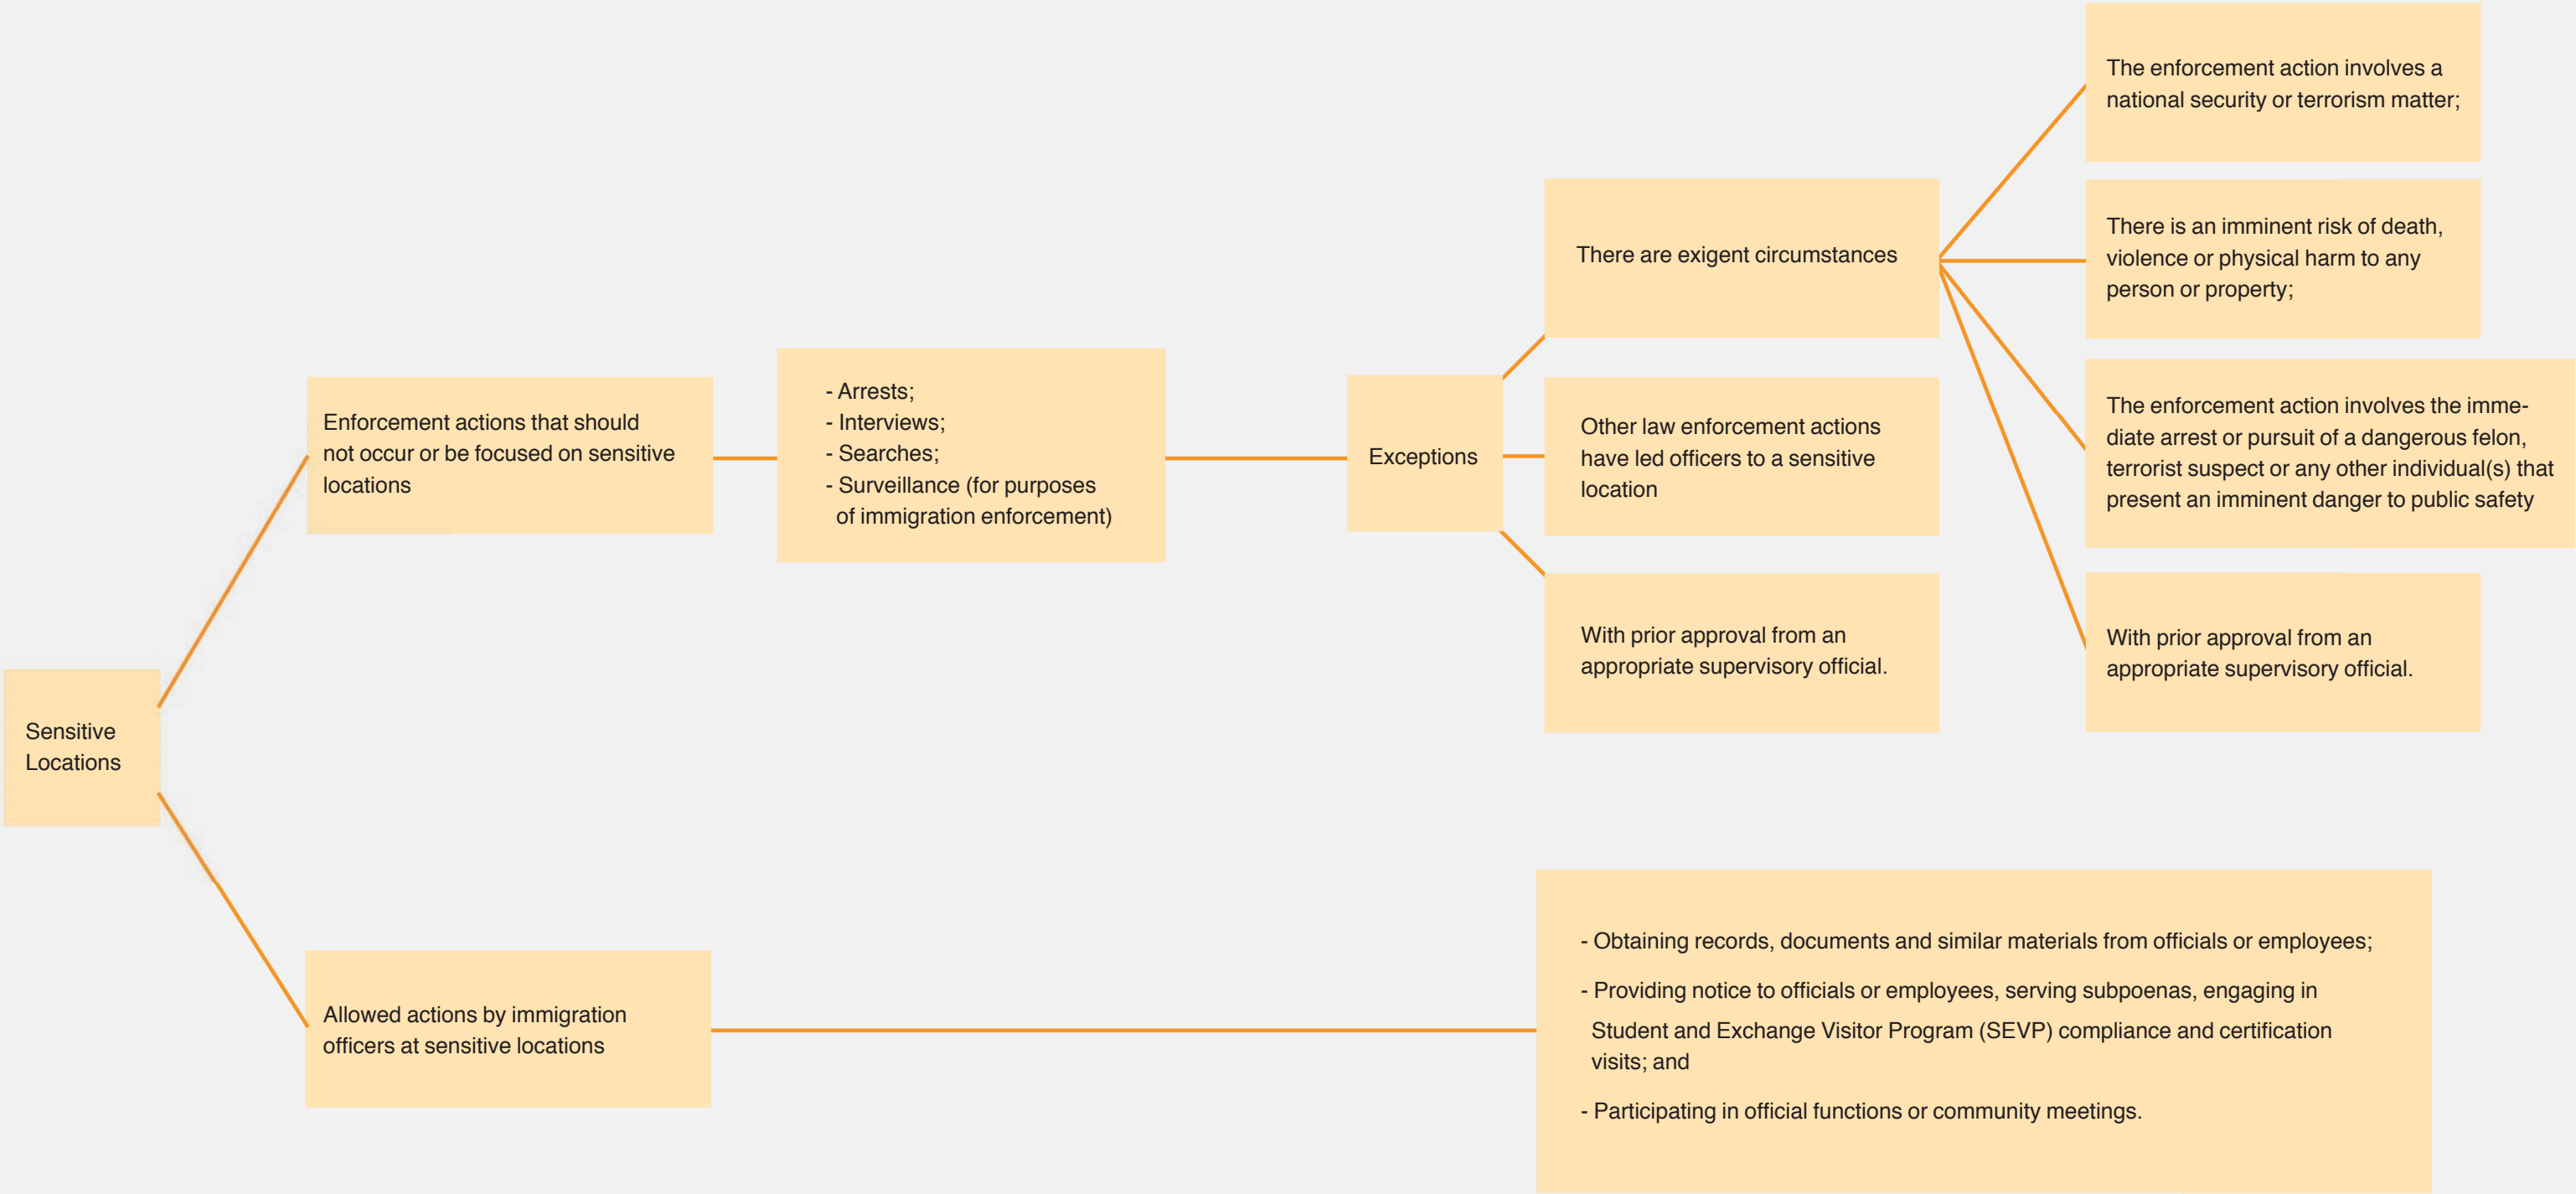 Sensitive
Locations
Enforcement actions that should
not occur or be focused on sensitive
locations
- Arrests;
- Interviews;
- Searches;
- Surveillance (for purposes
of immigration enforcement)
Exceptions
There are exigent circumstances
The enforcement action involves a
national security or terrorism matter;
There is an imminent risk of death,
violence or physical harm to any
person or property;
The enforcement action involves the imme-
diate arrest or pursuit of a dangerous felon,
terrorist suspect or any other individual(s) that
present an imminent danger to public safety
With prior approval from an
appropriate supervisory official.
Other law enforcement actions
have led officers to a sensitive
location
With prior approval from an
appropriate supervisory official.
Allowed actions by immigration
officers at sensitive locations
- Obtaining records, documents and similar materials from officials or employees;
- Providing notice to officials or employees, serving subpoenas, engaging in
Student and Exchange Visitor Program (SEVP) compliance and certification
visits; and
- Participating in official functions or community meetings.